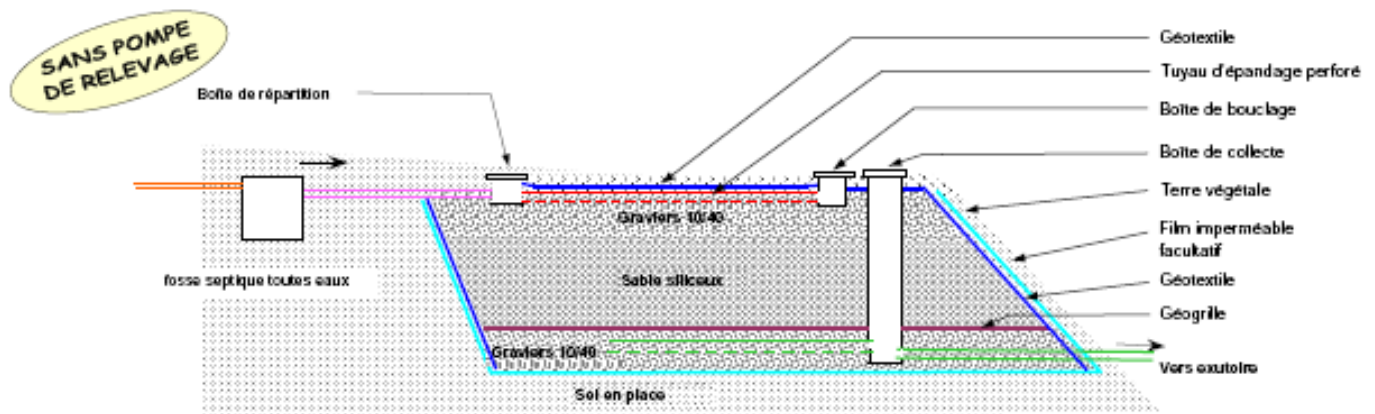 SANS POMPE
DE RELEVAGE
Boîte de répartition
Géotextile
Tuyau d'épandage perforé
Boîte de bouclage
Boîte de collecte
Terre végétale
Film imperméable
facultatif
Géotextile
Géogrille
Vers exutoire
Graviers 10/40
fosse septique toutes eaux
Sable siliceux
Graviers 10/40
Sol en place